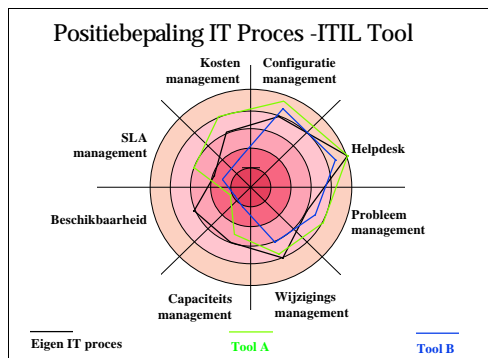 Positiebepaling IT Proces -ITIL Tool
Kosten
management
Configuratie
management
SLA
management
Helpdesk
Beschikbaarheid
Probleem
management
Capaciteits
management
Wijzigings
management
Eigen IT proces
Tool A
Tool B